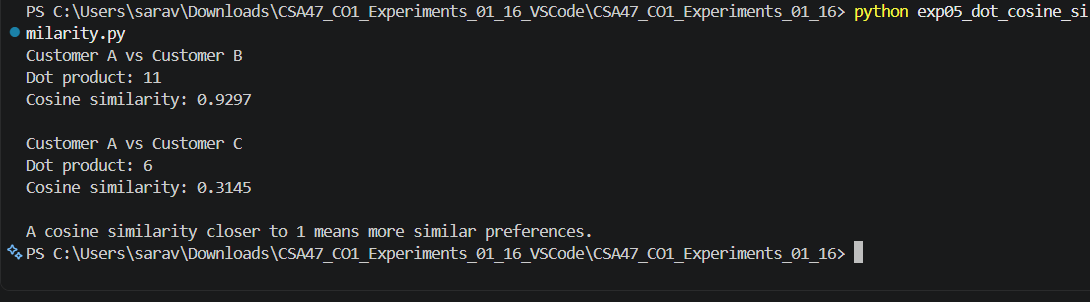 PS C:\Users\sarav\Downloads\CSA47_CO1_Experiments_01_16_VSCode\CSA47_CO1_Experiments_01_16> python exp05_dot_cosine_si
milarity.py
Customer A vs Customer B
Dot product: 11
Cosine similarity: 0.9297
Customer A vs Customer C
Dot product: 6
Cosine similarity: 0.3145
A cosine similarity closer to 1 means more similar preferences.
PS C:\Users\sarav\Downloads\CSA47_CO1_Experiments_01_16_VSCode\CSA47_CO1_Experiments_01_16>